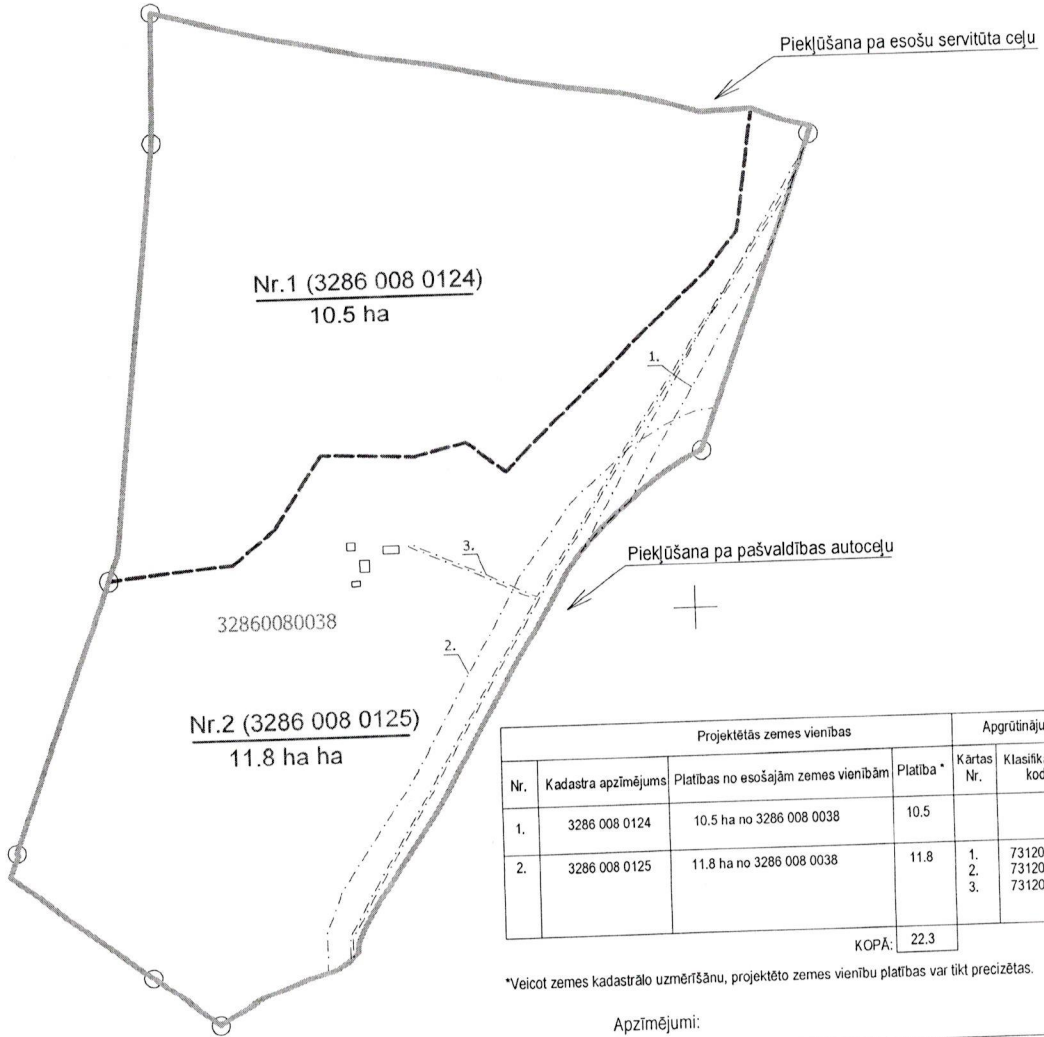 Piekļūšana pa esošu servitūta ceļu
Nr.1 (3286 008 0124)
10.5 ha
1.
3.
Piekļūšana pa pašvaldības autoceļu
32860080038
2.
Nr.2 (3286 008 0125)
11.8 ha ha
Projektētās zemes vienības
Nr. Kadastra apzīmējums Platības no esošajām zemes vienībām Platība * Kārtas Nr.
1. 3286 008 0124 10.5 ha no 3286 008 0038 10.5
2. 3286 008 0125 11.8 ha no 3286 008 0038 11.8 1. 73120
2. 73120
3. 73120
KOPĀ: 22.3
*Veicot zemes kadastrālo uzmērīšānu, projektēto zemes vienību platības var tikt precizētas.
Apzīmējumi: